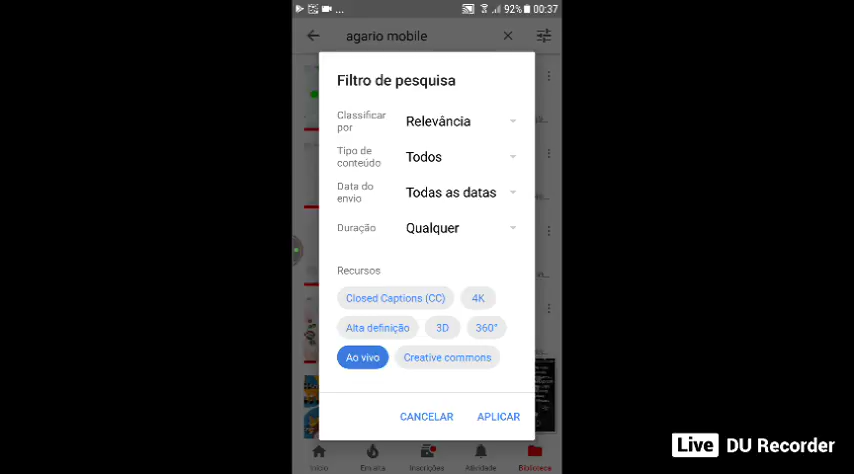 ... 92% 00:37
agario mobile
Filtro de pesquisa
Classificar por Relevância
Tipo de conteúdo Todos
Data do envio Todas as datas
Duração Qualquer
Recursos
Closed Captions (CC) 4K
Alta definição 3D 360°
Ao vivo Creative commons
CANCELAR APLICAR
Início Em alta Inscrições Atividade Biblioteca
Live DU Recorder